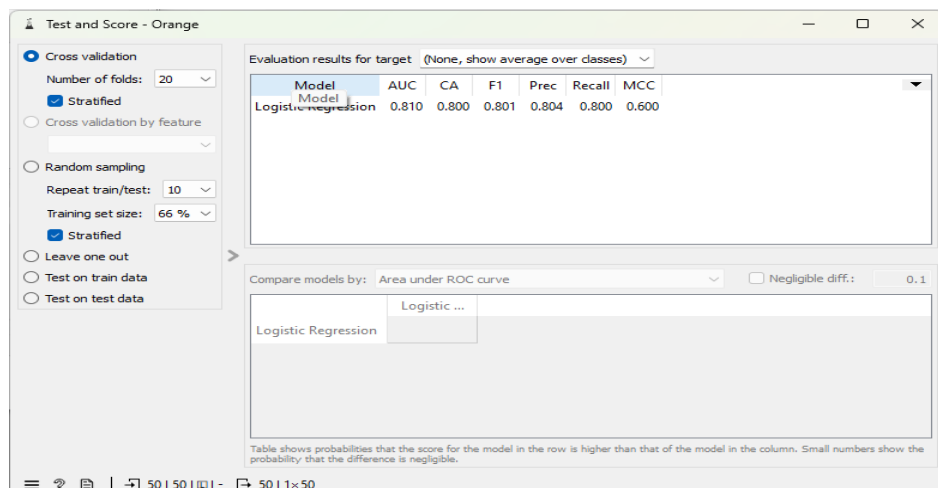 Test and Score - Orange
Cross validation
Number of folds: 20
Stratified
Cross validation by feature
Random sampling
Repeat train/test: 10
Training set size: 66 %
Stratified
Leave one out
Test on train data
Test on test data
Evaluation results for target (None, show average over classes)
Model AUC CA F1 Prec Recall MCC
Model
Logistic Regression 0.810 0.800 0.801 0.804 0.800 0.600
Compare models by: Area under ROC curve Negligible diff.: 0.1
Logistic ...
Logistic Regression
Table shows probabilities that the score for the model in the row is higher than that of the model in the column. Small numbers show the
probability that the difference is negligible.
50 | 50 | - 50 | 1×50